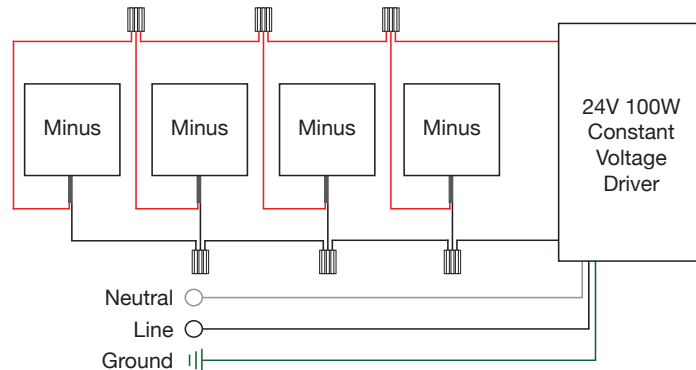 Minus
Minus
Minus
Minus
24V 100W
Constant
Voltage
Driver
Neutral
Line
Ground